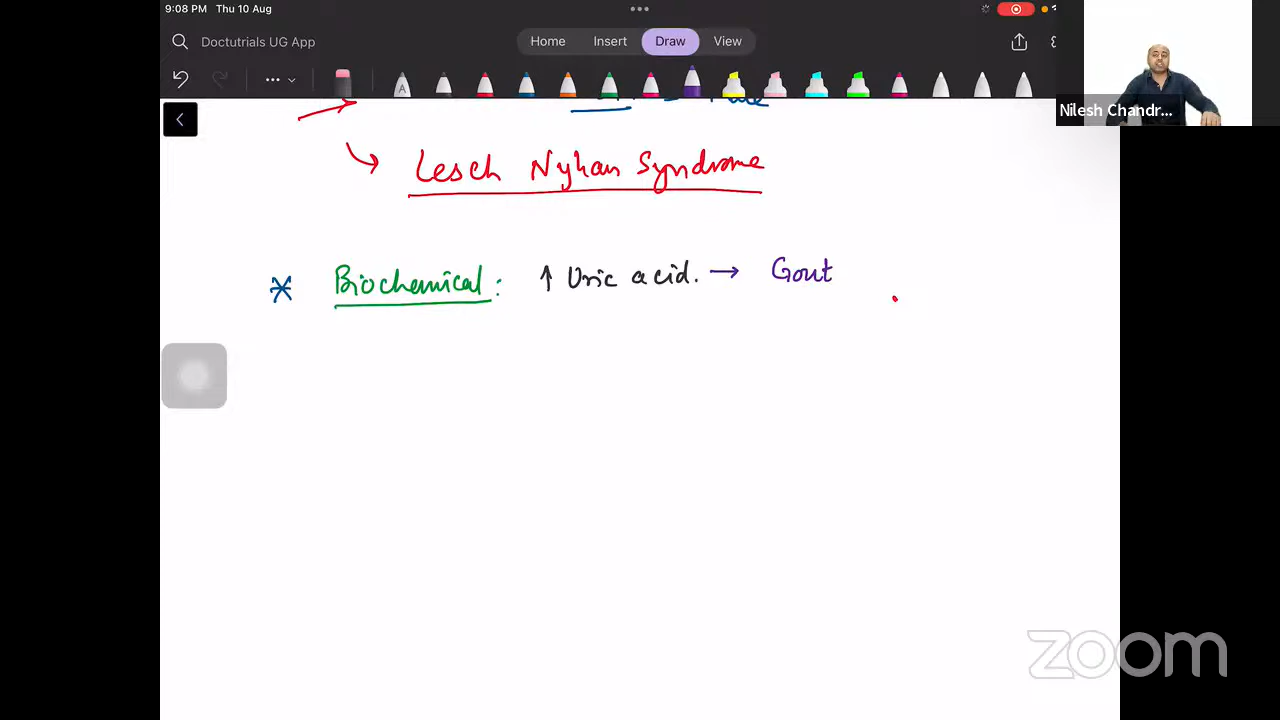 9:08 PM Thu 10 Aug
Doctutrials UG App
Home Insert Draw View
A
Nilesh Chandr...
Lesch Nyhan Syndrome
Biochemical: ↑ Uric acid. → Gout
zoom